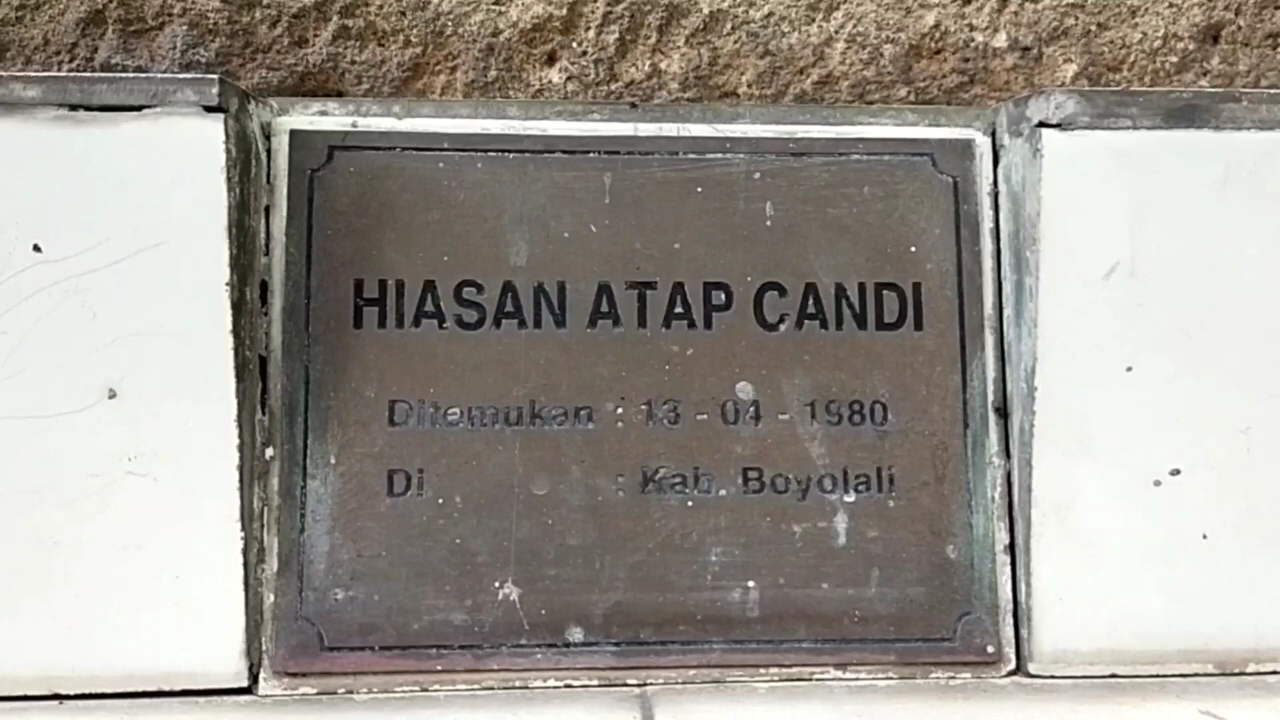 HIASAN ATAP CANDI
Ditemukan : 13 - 04 - 1980
Di : Kab. Boyolali